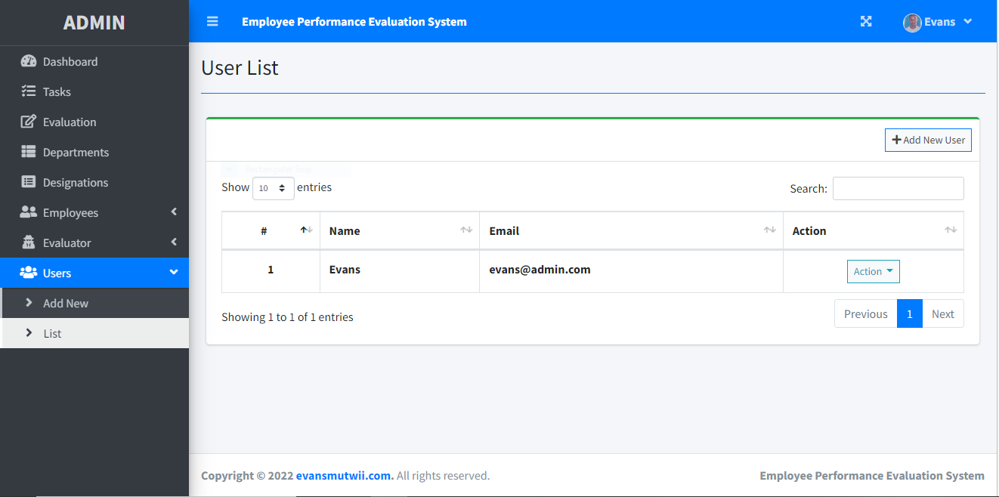 ADMIN
Employee Performance Evaluation System
Evans
Dashboard
Tasks
Evaluation
Departments
Designations
Employees
Evaluator
Users
Add New
List
User List
Add New User
Rectangular Snip
Show 10 entries
Search:
# Name Email Action
1 Evans evans@admin.com Action
Showing 1 to 1 of 1 entries
Previous 1 Next
Copyright © 2022 evansmutwii.com. All rights reserved.
Employee Performance Evaluation System